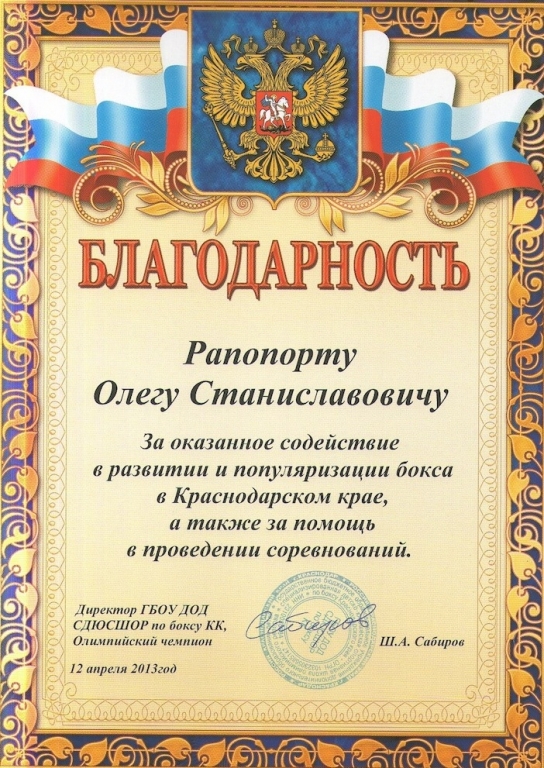 БЛАГОДАРНОСТЬ
Рапопорту
Олегу Станиславовичу
За оказанное содействие
в развитии и популяризации бокса
в Краснодарском крае,
а также за помощь
в проведении соревнований.
Директор ГБОУ ДОД
СДЮСШОР по боксу КК,
Олимпийский чемпион
Сабиров
Ш.А. Сабиров
12 апреля 2013год